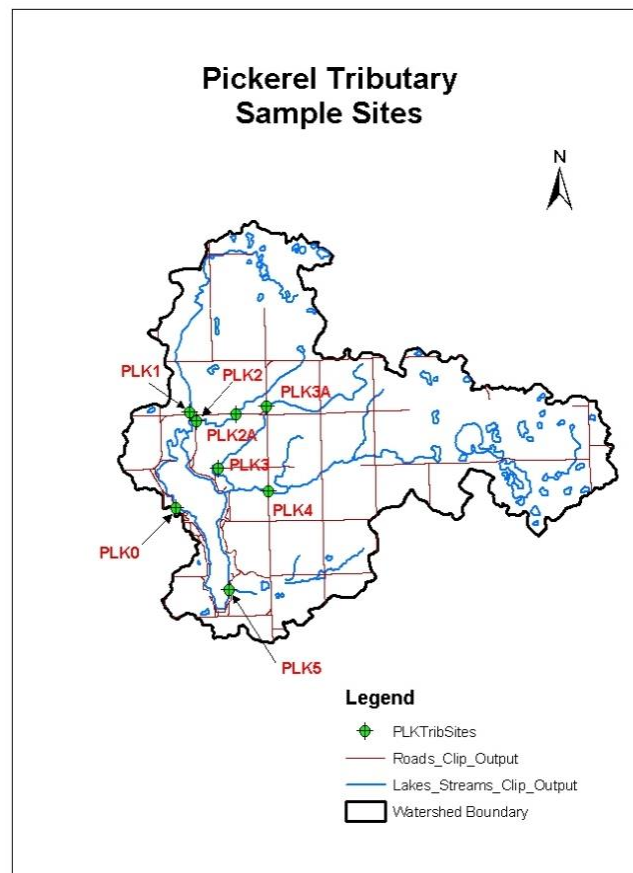 Pickerel Tributary
Sample Sites
N
PLK1
PLK2
PLK3A
PLK2A
PLK3
PLK4
PLK0
PLK5
Legend
PLKTribSites
Roads_Clip_Output
Lakes_Streams_Clip_Output
Watershed Boundary